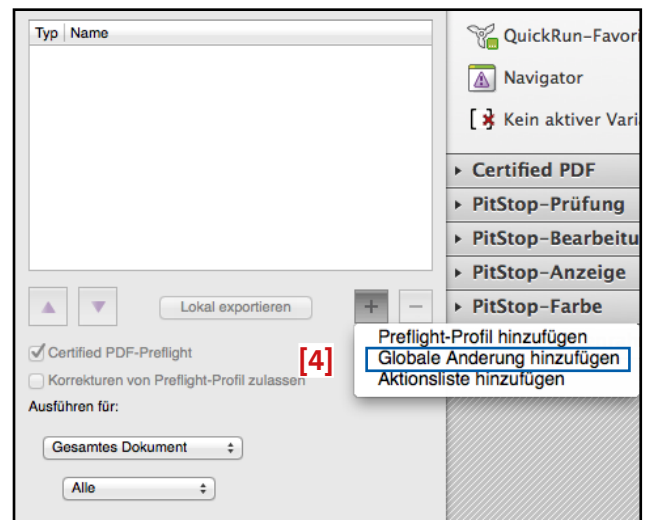 Typ Name
QuickRun-Favori
Navigator
Kein aktiver Vari
Certified PDF
PitStop-Prüfung
PitStop-Bearbeitu
PitStop-Anzeige
Lokal exportieren
+ −
PitStop-Farbe
Preflight-Profil hinzufügen
Certified PDF-Preflight
[4]
Globale Änderung hinzufügen
Korrekturen von Preflight-Profil zulassen
Aktionsliste hinzufügen
Ausführen für:
Gesamtes Dokument
Alle